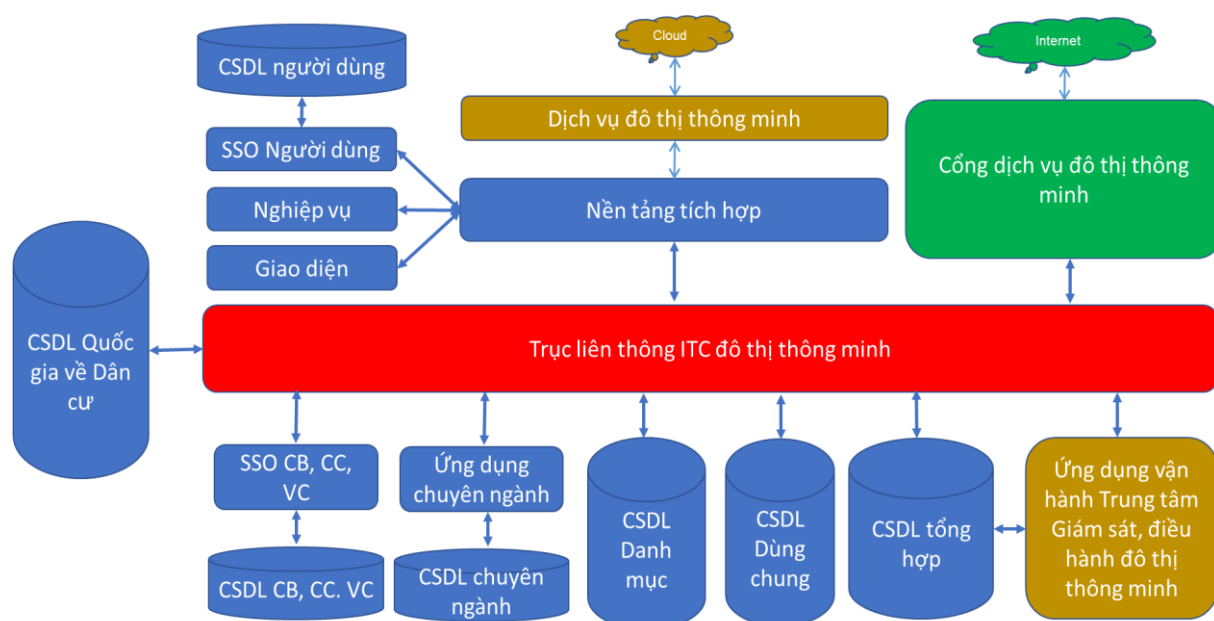 Cloud
Internet
CSDL người dùng
Dịch vụ đô thị thông minh
SSO Người dùng
Cổng dịch vụ đô thị thông
minh
Nghiệp vụ
Nền tảng tích hợp
Giao diện
CSDL Quốc
gia về Dân
cư
Trục liên thông ITC đô thị thông minh
SSO CB, CC,
VC
Ứng dụng
chuyên ngành
CSDL
Danh
mục
CSDL
Dùng
chung
CSDL tổng
hợp
Ứng dụng vận
hành Trung tâm
Giám sát, điều
hành đô thị
thông minh
CSDL CB, CC. VC
CSDL chuyên
ngành